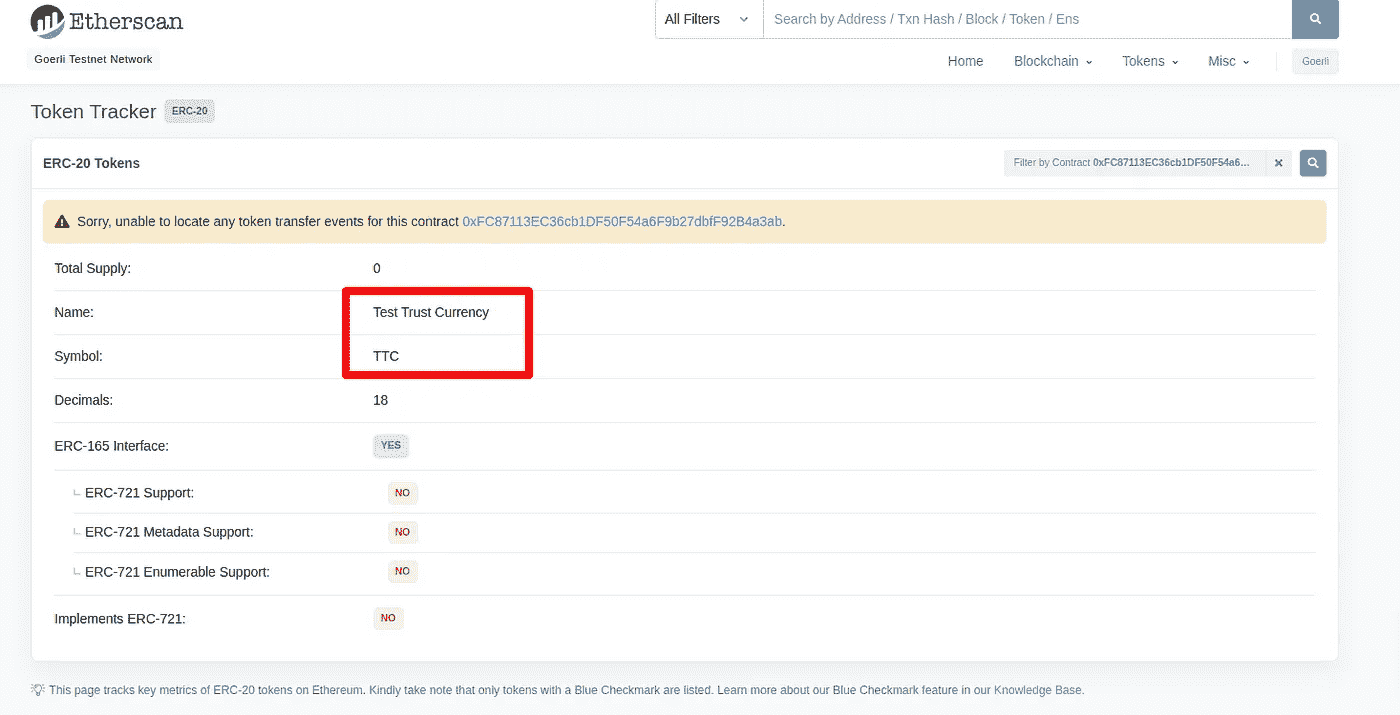 Etherscan
All Filters
Search by Address / Txn Hash / Block / Token / Ens
Goerli Testnet Network
Home Blockchain Tokens Misc Goerli
Token Tracker ERC-20
ERC-20 Tokens
Filter by Contract 0xFC87113EC36cb1DF50F54a6...
Sorry, unable to locate any token transfer events for this contract 0xFC87113EC36cb1DF50F54a6F9b27dbfF92B4a3ab.
Total Supply: 0
Name: Test Trust Currency
Symbol: TTC
Decimals: 18
ERC-165 Interface: YES
ERC-721 Support: NO
ERC-721 Metadata Support: NO
ERC-721 Enumerable Support: NO
Implements ERC-721: NO
This page tracks key metrics of ERC-20 tokens on Ethereum. Kindly take note that only tokens with a Blue Checkmark are listed. Learn more about our Blue Checkmark feature in our Knowledge Base.